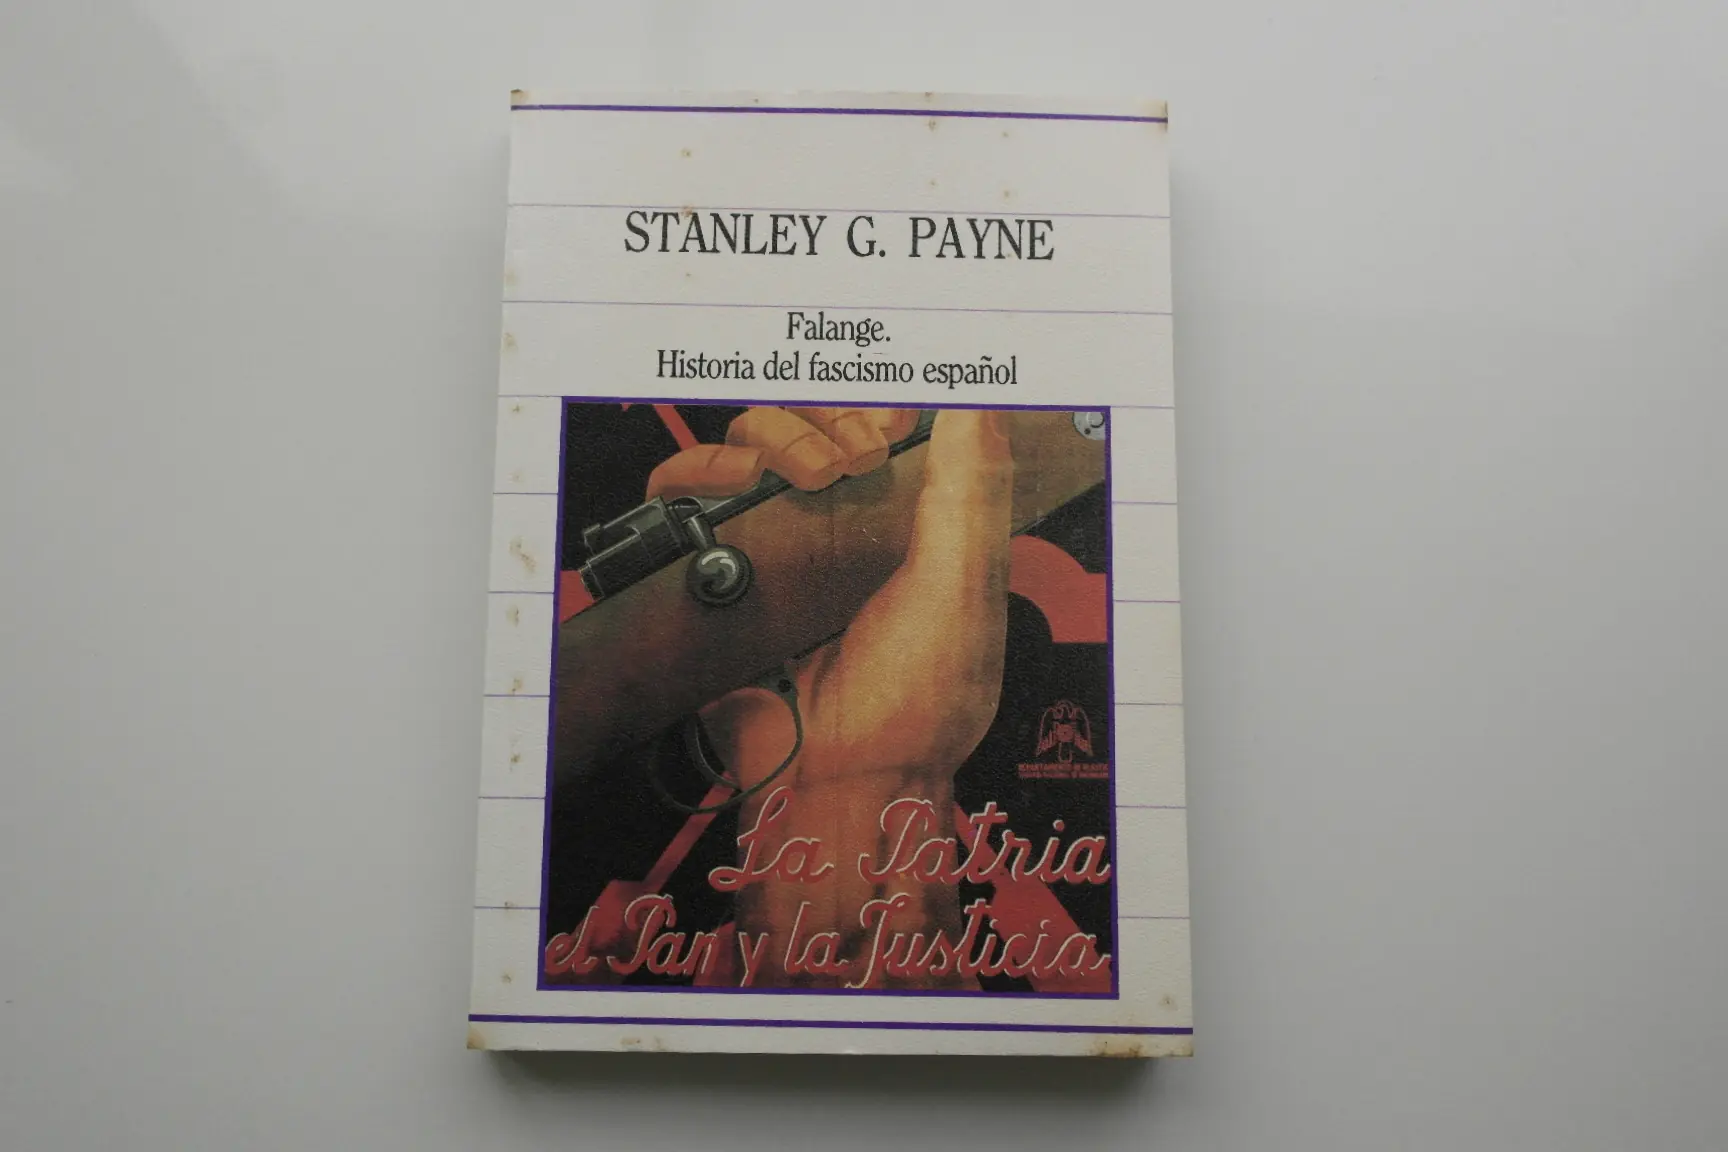 STANLEY G. PAYNE
Falange.
Historia del fascismo español
La Patria
el Pan y la Justicia